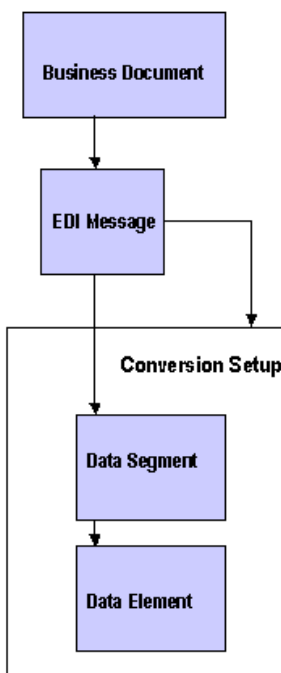 Business Document
EDI Message
Conversion Setup
Data Segment
Data Element